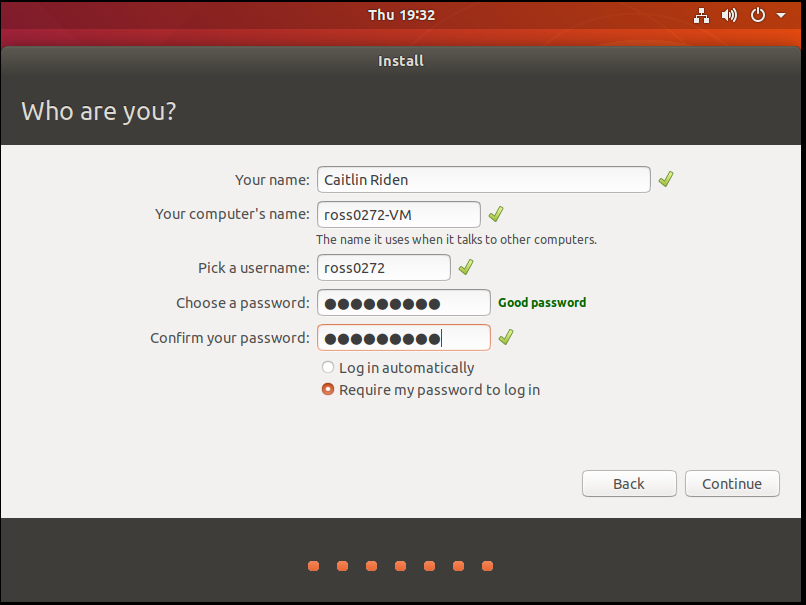 Thu 19:32
Install
Who are you?
Your name: Caitlin Riden
Your computer's name: ross0272-VM
The name it uses when it talks to other computers.
Pick a username: ross0272
Choose a password: ●●●●●●●●● Good password
Confirm your password: ●●●●●●●●●
Log in automatically
Require my password to log in
Back Continue